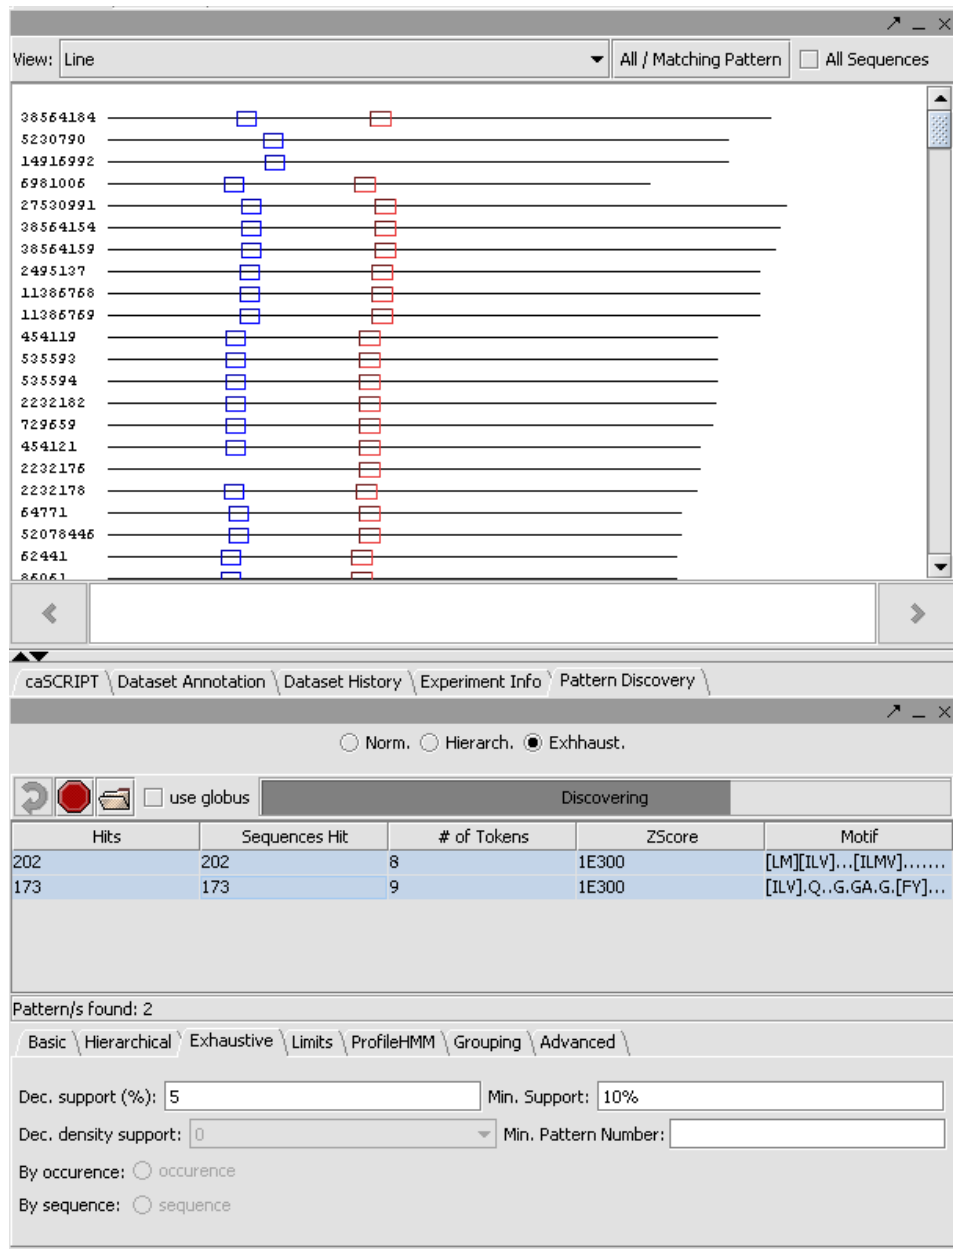 View: Line All / Matching Pattern All Sequences
38564184
5230790
14916992
6981006
27530991
38564154
38564159
2495137
11386768
11386769
454119
535593
535594
2232182
729659
454121
2232176
2232178
64771
52078446
62441
86061
caSCRIPT Dataset Annotation Dataset History Experiment Info Pattern Discovery
Norm. Hierarch. Exhhaust.
use globus Discovering
Hits Sequences Hit # of Tokens ZScore Motif
202 202 8 1E300 [LM][ILV]...[ILMV].......
173 173 9 1E300 [ILV].Q..G.GA.G.[FY]...
Pattern/s found: 2
Basic Hierarchical Exhaustive Limits ProfileHMM Grouping Advanced
Dec. support (%): 5 Min. Support: 10%
Dec. density support: 0 Min. Pattern Number:
By occurence: occurence
By sequence: sequence